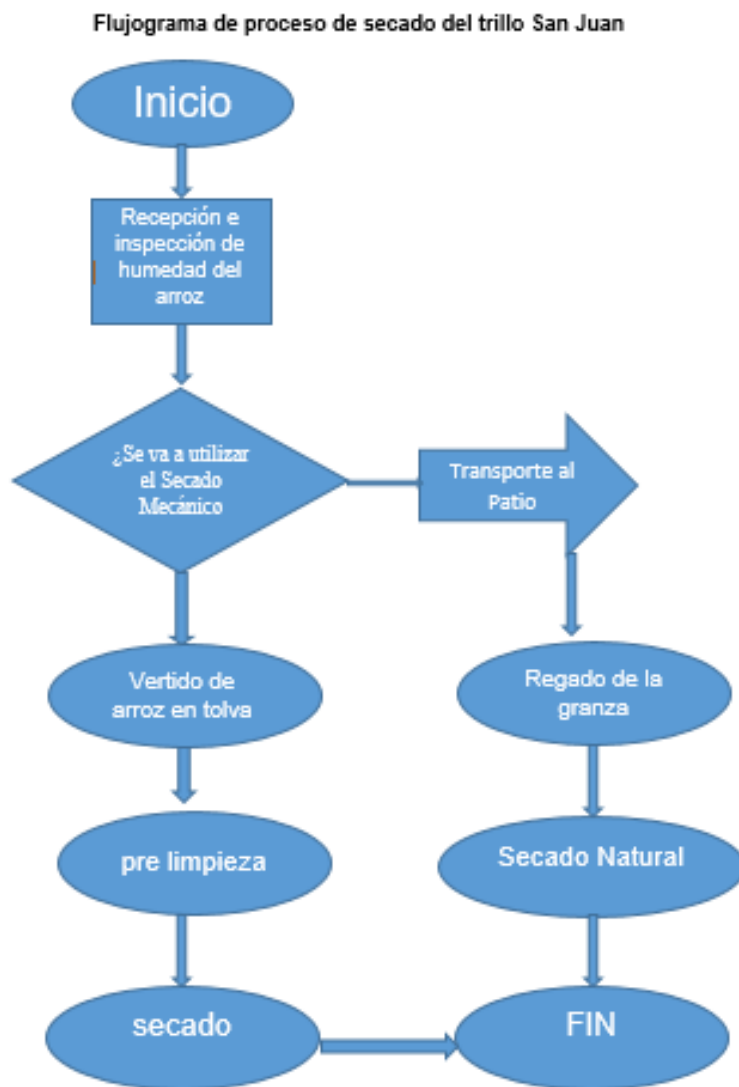 Flujograma de proceso de secado del trillo San Juan
Inicio
Recepción e
inspección de
humedad del
arroz
¿Se va a utilizar
el Secado
Mecánico
Transporte al
Patio
Vertido de
arroz en tolva
Regado de la
granza
pre limpieza
Secado Natural
secado
FIN